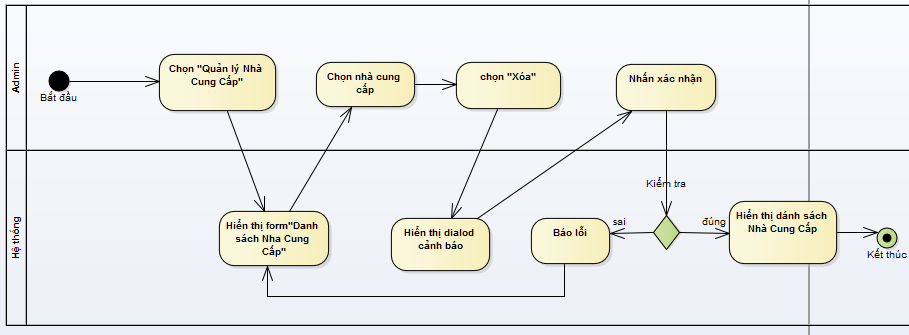 Admin
Bắt đầu
Chọn "Quản lý Nhà
Cung Cấp"
Chọn nhà cung
cấp
chọn "Xóa"
Nhấn xác nhận
Hệ thống
Hiển thị form"Danh
sách Nha Cung
Cấp"
Hiển thị dialod
cảnh báo
Báo lỗi
sai
Kiểm tra
đúng
Hiển thị dánh sách
Nhà Cung Cấp
Kết thúc